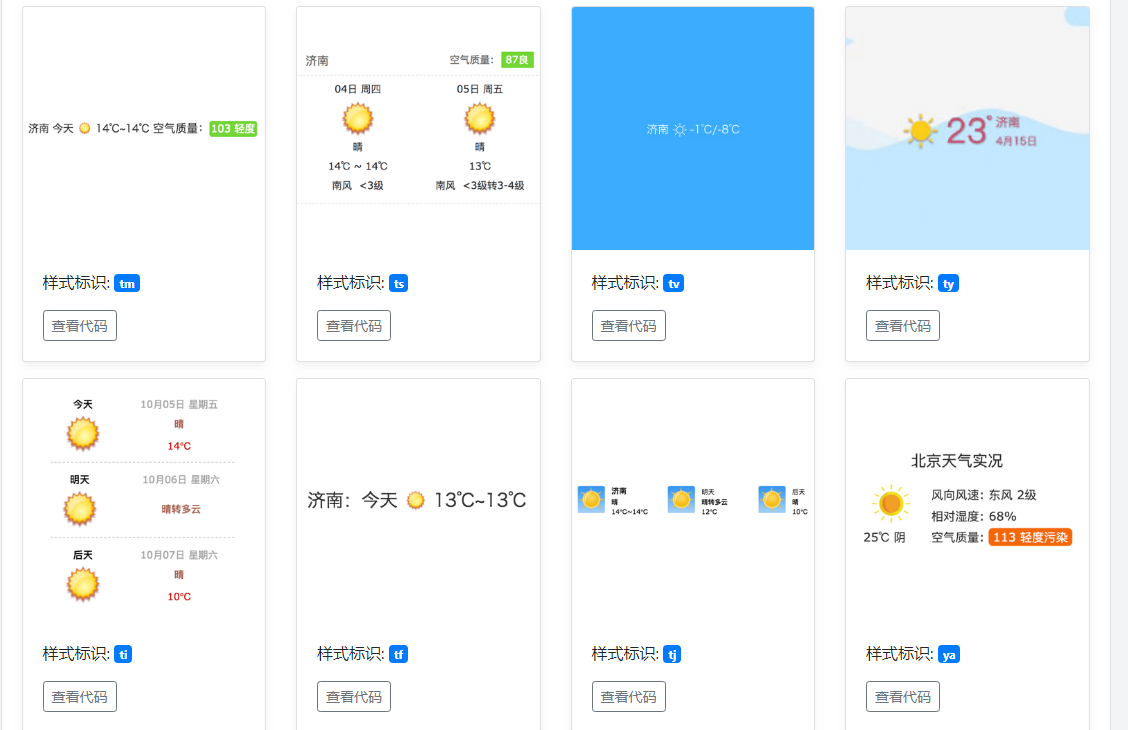 济南 今天 14℃~14℃ 空气质量: 103 轻度
样式标识: tm
查看代码
济南 空气质量: 87良
04日 周四 05日 周五
晴 晴
14℃ ~ 14℃ 13℃
南风 <3级 南风 <3级转3-4级
样式标识: ts
查看代码
济南 -1℃/-8℃
样式标识: tv
查看代码
23° 济南
4月15日
样式标识: ty
查看代码
今天 10月05日 星期五
晴
14℃
明天 10月06日 星期六
晴转多云
后天 10月07日 星期六
晴
10℃
样式标识: ti
查看代码
济南: 今天 13℃~13℃
样式标识: tf
查看代码
济南 明天 后天
晴 晴转多云 晴
14℃~14℃ 12℃ 10℃
样式标识: tj
查看代码
北京天气实况
风向风速: 东风 2级
相对湿度: 68%
25℃ 阴 空气质量: 113 轻度污染
样式标识: ya
查看代码